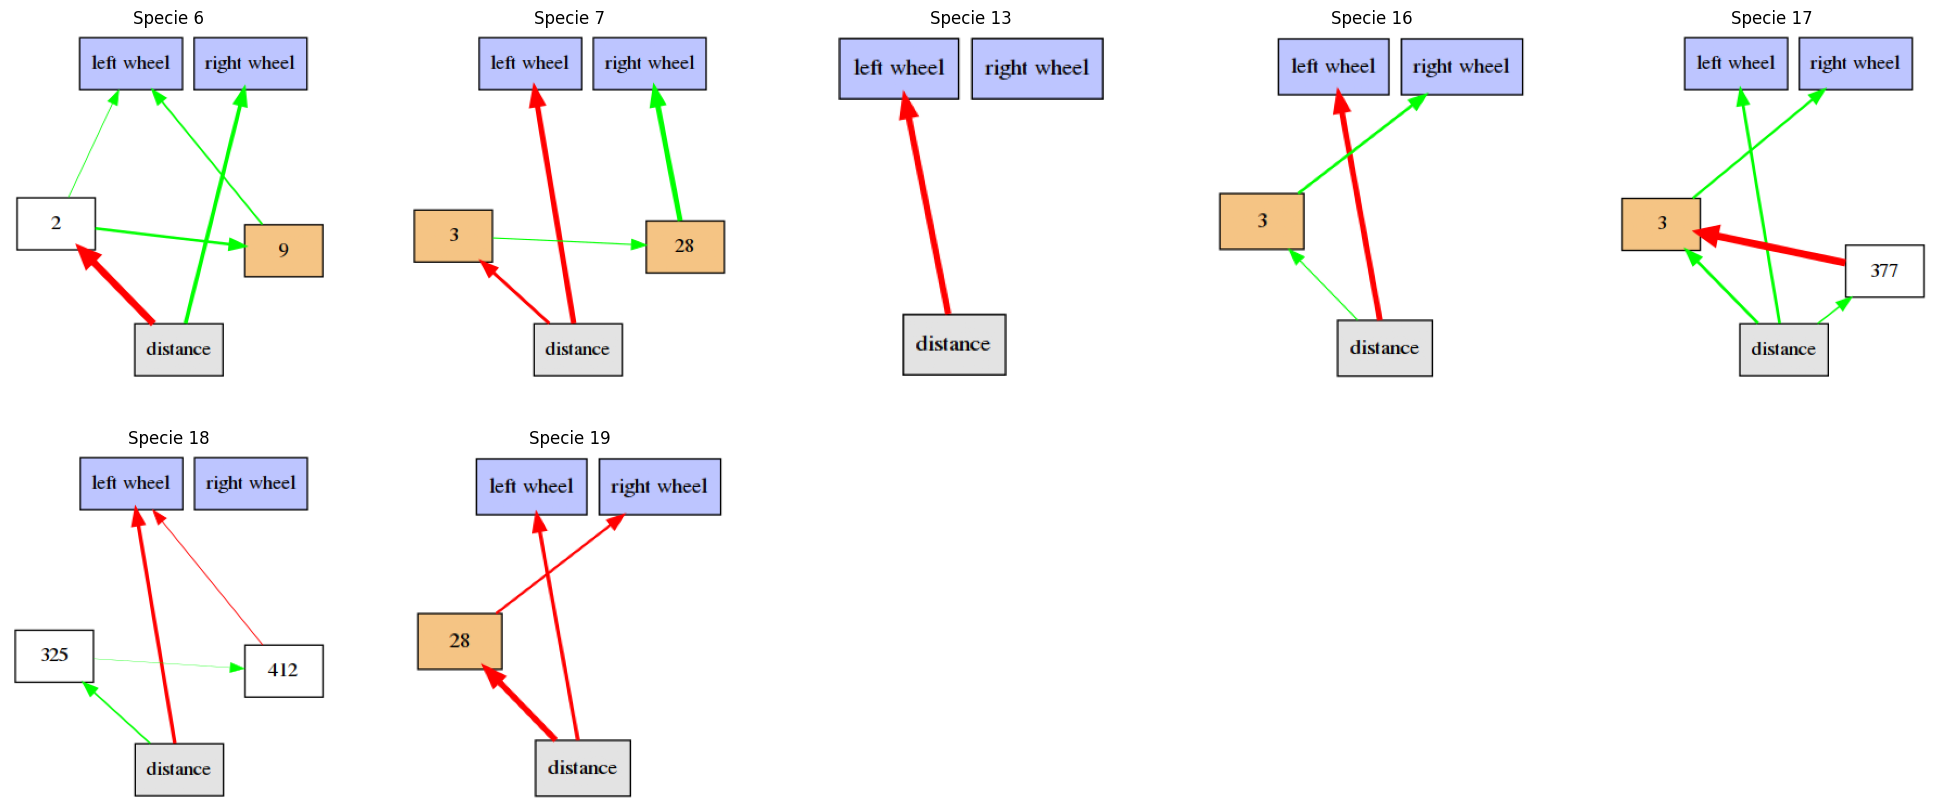 Specie 6
left wheel
right wheel
2
9
distance
Specie 7
left wheel
right wheel
3
28
distance
Specie 13
left wheel
right wheel
distance
Specie 16
left wheel
right wheel
3
distance
Specie 17
left wheel
right wheel
3
377
distance
Specie 18
left wheel
right wheel
325
412
distance
Specie 19
left wheel
right wheel
28
distance